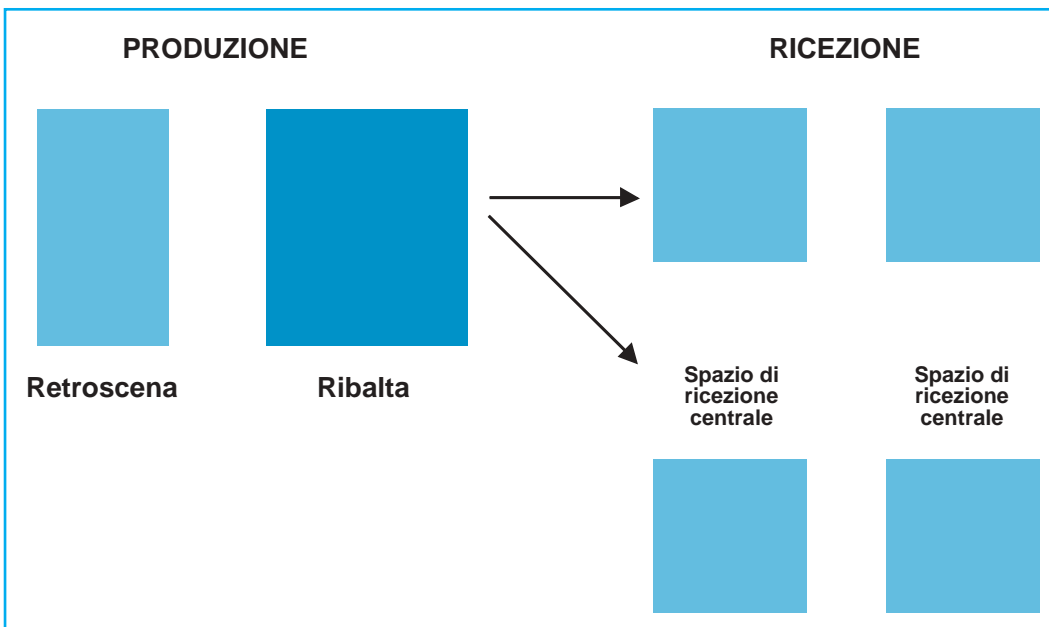 PRODUZIONE
RICEZIONE
Retroscena
Ribalta
Spazio di
ricezione
centrale
Spazio di
ricezione
centrale